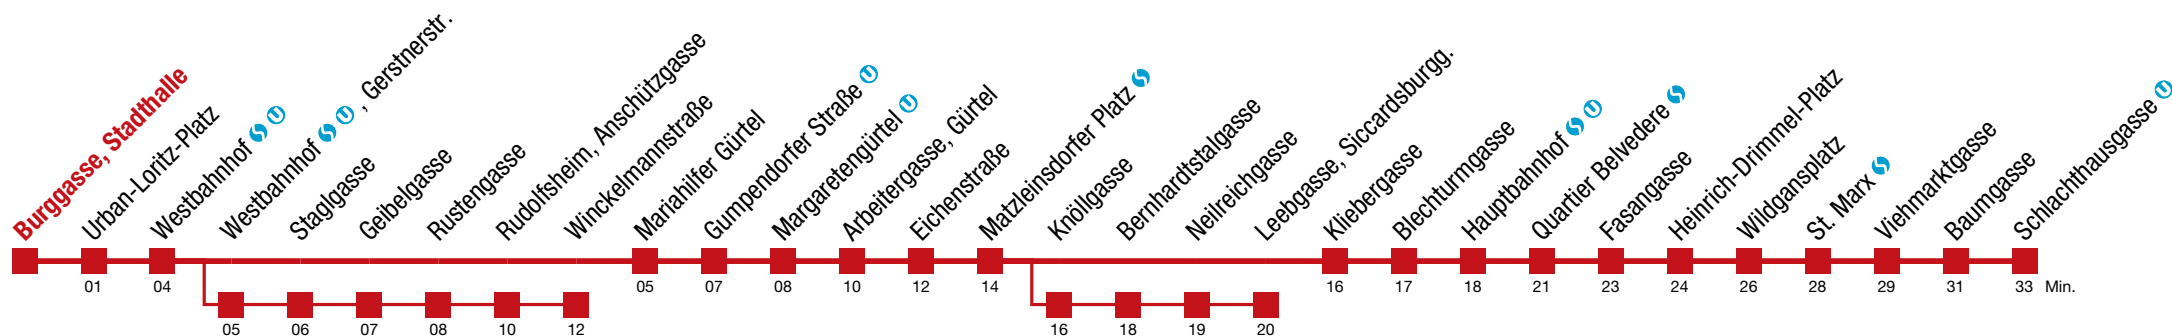 Burggasse, Stadthalle
Urban-Loritz-Platz
Westbahnhof S U
Westbahnhof S U , Gerstnerstr.
Staglgasse
Geibelgasse
Rustengasse
Rudolfsheim, Anschützgasse
Winckelmannstraße
Mariahilfer Gürtel
Gumpendorfer Straße U
Margaretengürtel U
Arbeitergasse, Gürtel
Eichenstraße
Matzleinsdorfer Platz S
Knöllgasse
Bernhardtstalgasse
Neilreichgasse
Leebgasse, Siccardsburgg.
Kliebergasse
Blechturmgasse
Hauptbahnhof S U
Quartier Belvedere S
Fasangasse
Heinrich-Drimmel-Platz
Wildgansplatz
St. Marx S
Viehmarktgasse
Baumgasse
Schlachthausgasse U
01 04 05 07 08 10 12 14 16 17 18 21 23 24 26 28 29 31 33 Min.
05 06 07 08 10 12 16 18 19 20